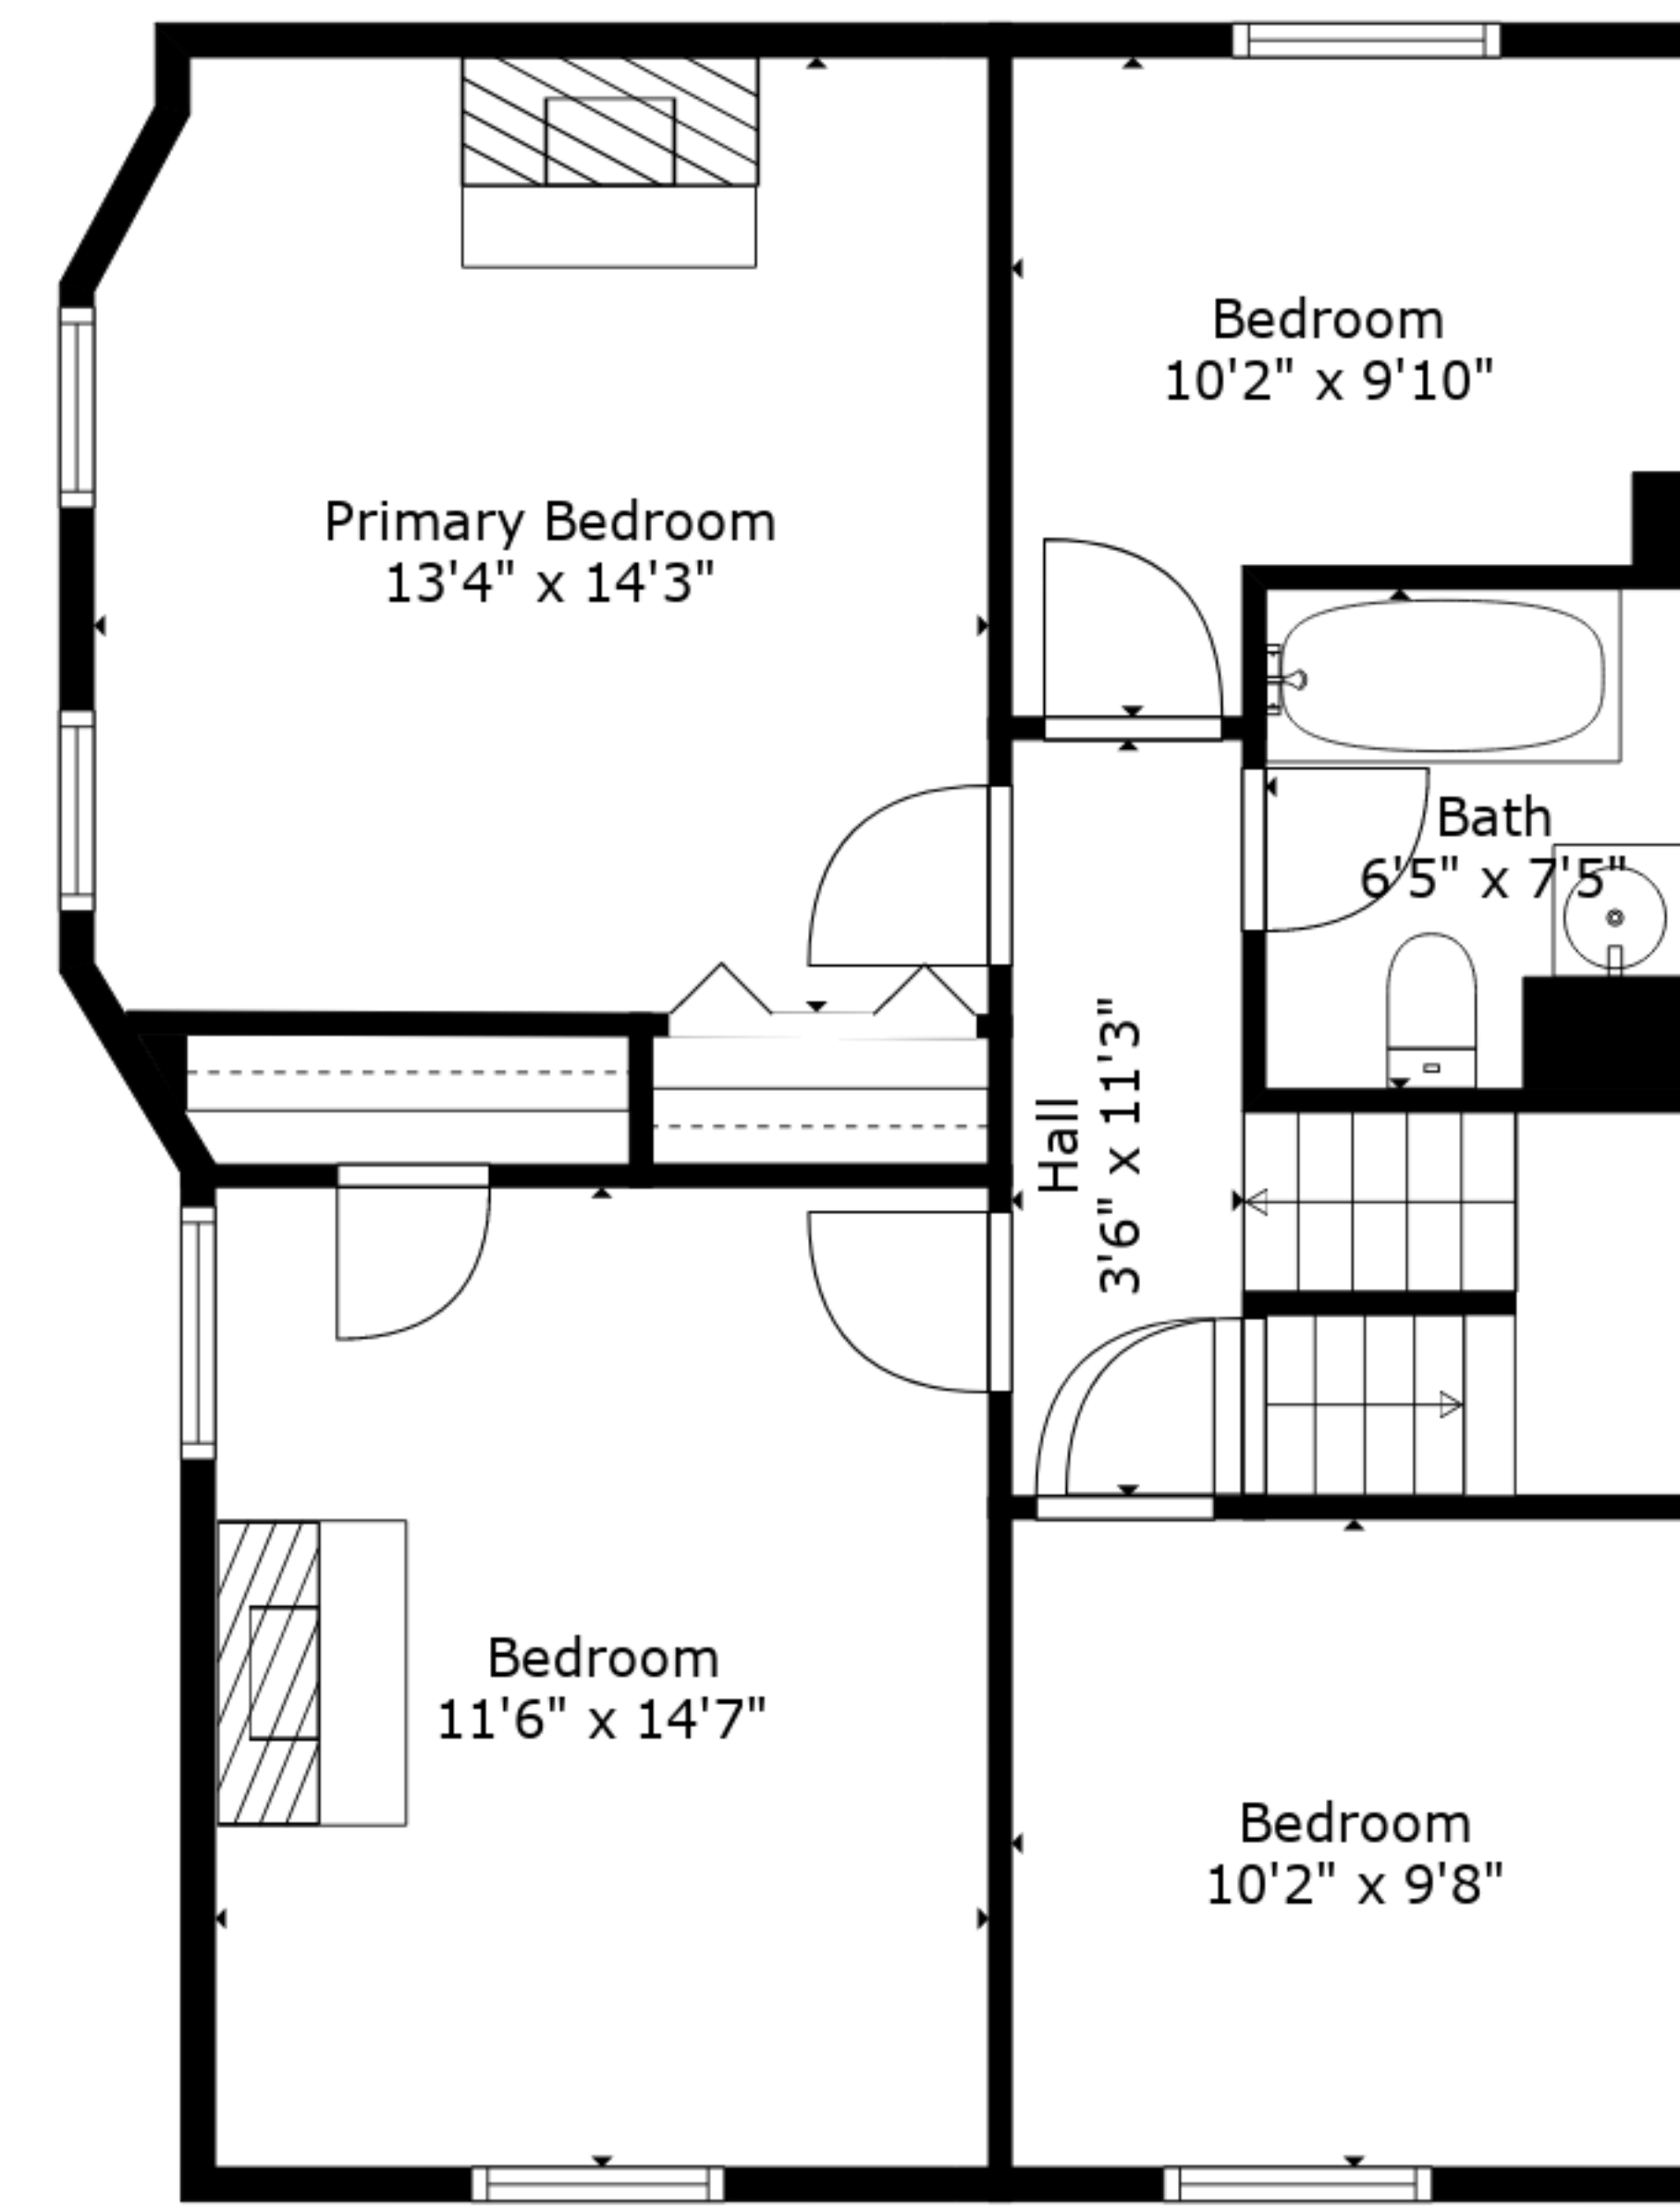 Bedroom
10'2" x 9'10"
Primary Bedroom
13'4" x 14'3"
Bath
6'5" x 7'5"
Hall
3'6" x 11'3"
Bedroom
11'6" x 14'7"
Bedroom
10'2" x 9'8"